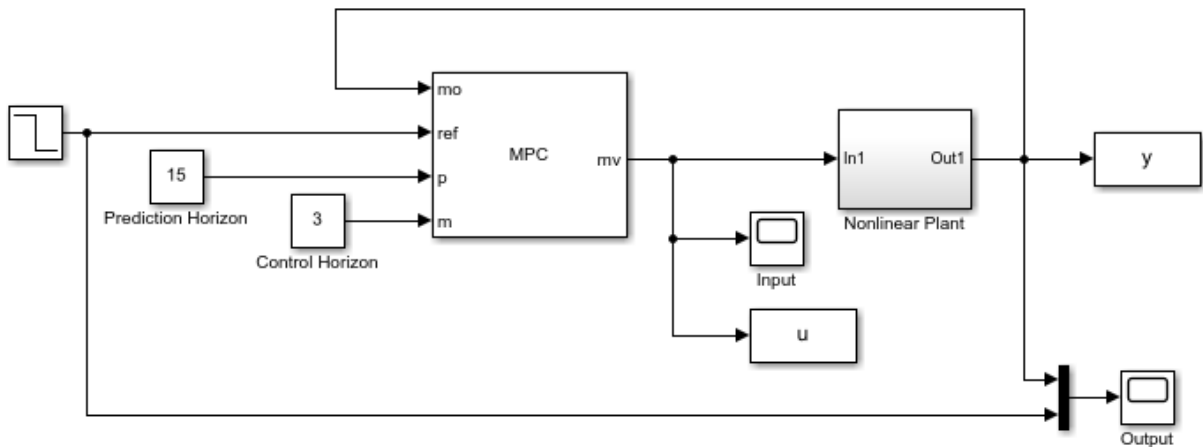 mo
ref
MPC
mv
p
m
15
Prediction Horizon
3
Control Horizon
In1
Out1
Nonlinear Plant
y
Input
u
Output